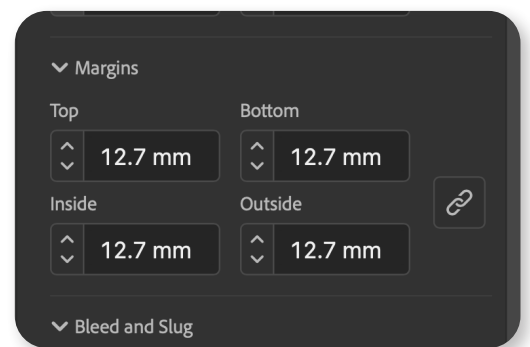 Margins
Top Bottom
12.7 mm 12.7 mm
Inside Outside
12.7 mm 12.7 mm
Bleed and Slug